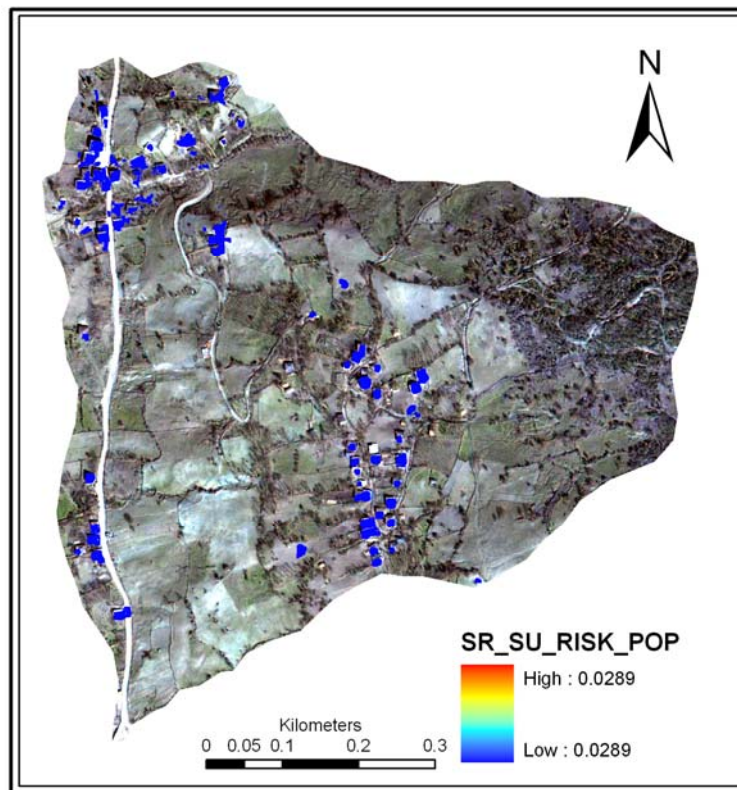 N
SR_SU_RISK_POP
High : 0.0289
Low : 0.0289
Kilometers
0 0.05 0.1 0.2 0.3